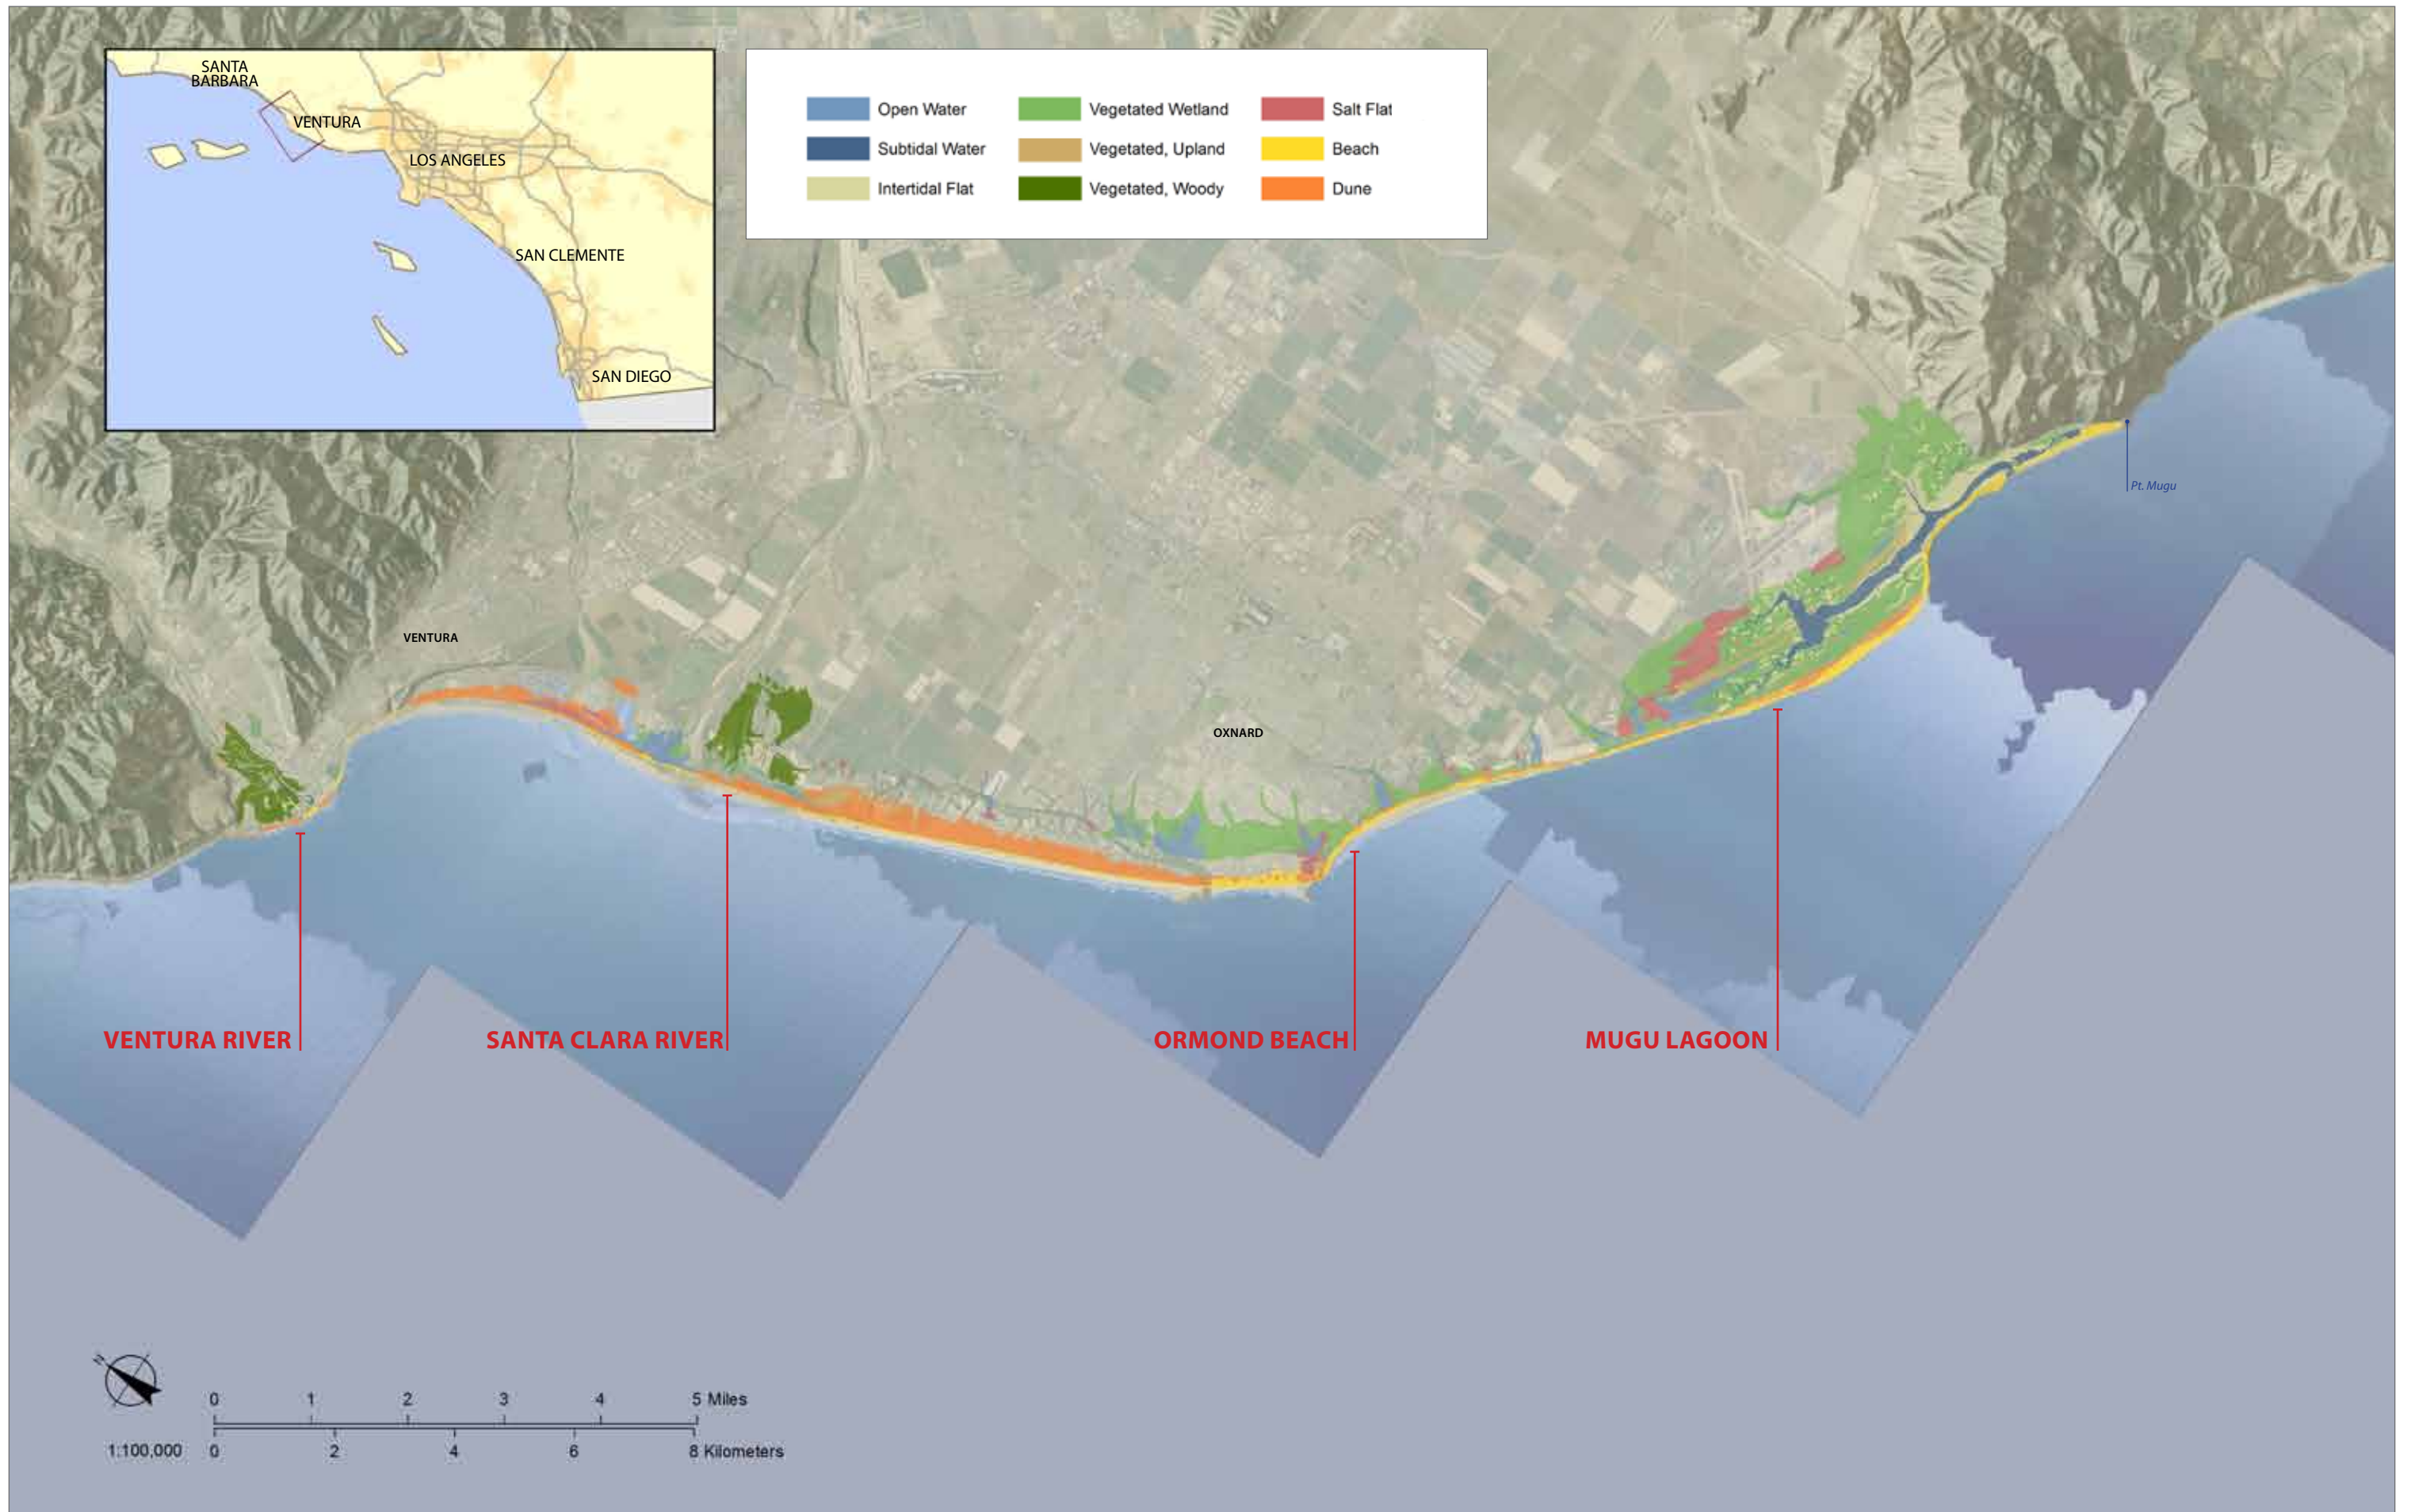 SANTA
BARBARA
VENTURA
LOS ANGELES
SAN CLEMENTE
SAN DIEGO
Open Water
Subtidal Water
Intertidal Flat
Vegetated Wetland
Vegetated, Upland
Vegetated, Woody
Salt Flat
Beach
Dune
Pt. Mugu
VENTURA
OXNARD
VENTURA RIVER
SANTA CLARA RIVER
ORMOND BEACH
MUGU LAGOON
N
0 1 2 3 4 5 Miles
1:100,000 0 2 4 6 8 Kilometers